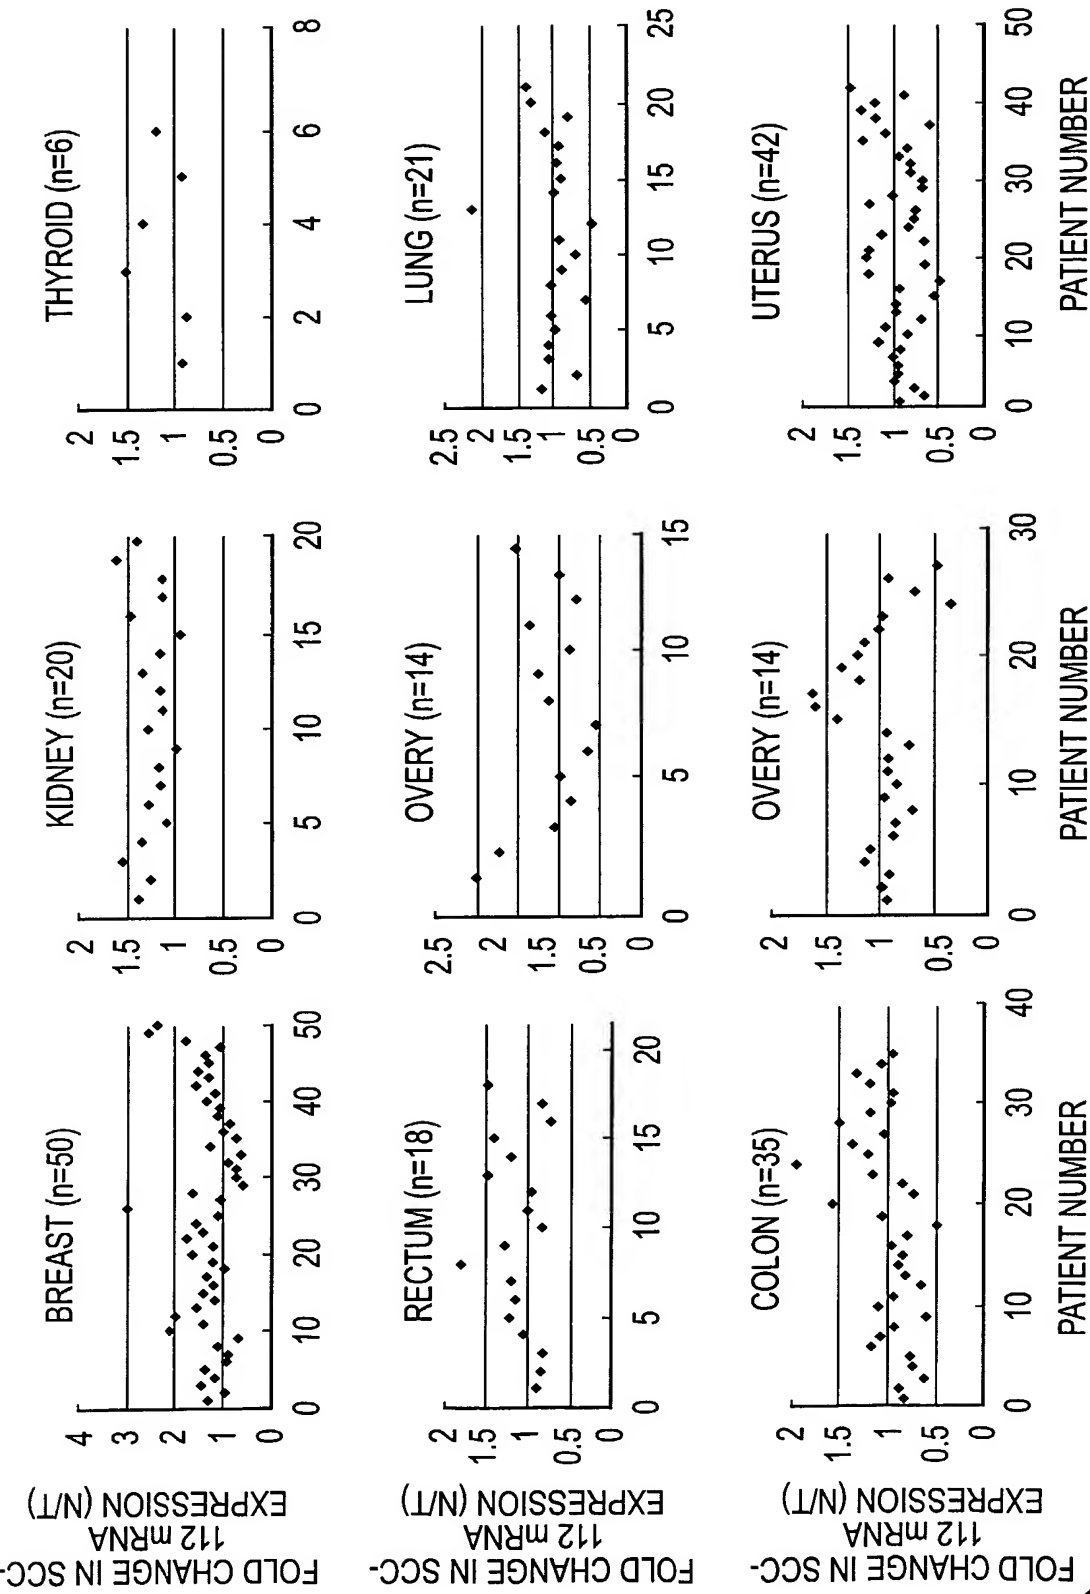 FOLD CHANGE IN SCC-
112 mRNA
EXPRESSION (N/T)
BREAST (n=50)
4
3
2
1
0
0 10 20 30 40 50
KIDNEY (n=20)
2
1.5
1
0.5
0
0 5 10 15 20
THYROID (n=6)
2
1.5
1
0.5
0
0 2 4 6 8
FOLD CHANGE IN SCC-
112 mRNA
EXPRESSION (N/T)
RECTUM (n=18)
2
1.5
1
0.5
0
0 5 10 15 20
OVERY (n=14)
2.5
2
1.5
1
0.5
0
0 5 10 15
LUNG (n=21)
2.5
2
1.5
1
0.5
0
0 5 10 15 20 25
FOLD CHANGE IN SCC-
112 mRNA
EXPRESSION (N/T)
COLON (n=35)
2
1.5
1
0.5
0
0 10 20 30 40
PATIENT NUMBER
OVERY (n=14)
2
1.5
1
0.5
0
0 10 20 30
PATIENT NUMBER
UTERUS (n=42)
2
1.5
1
0.5
0
0 10 20 30 40 50
PATIENT NUMBER